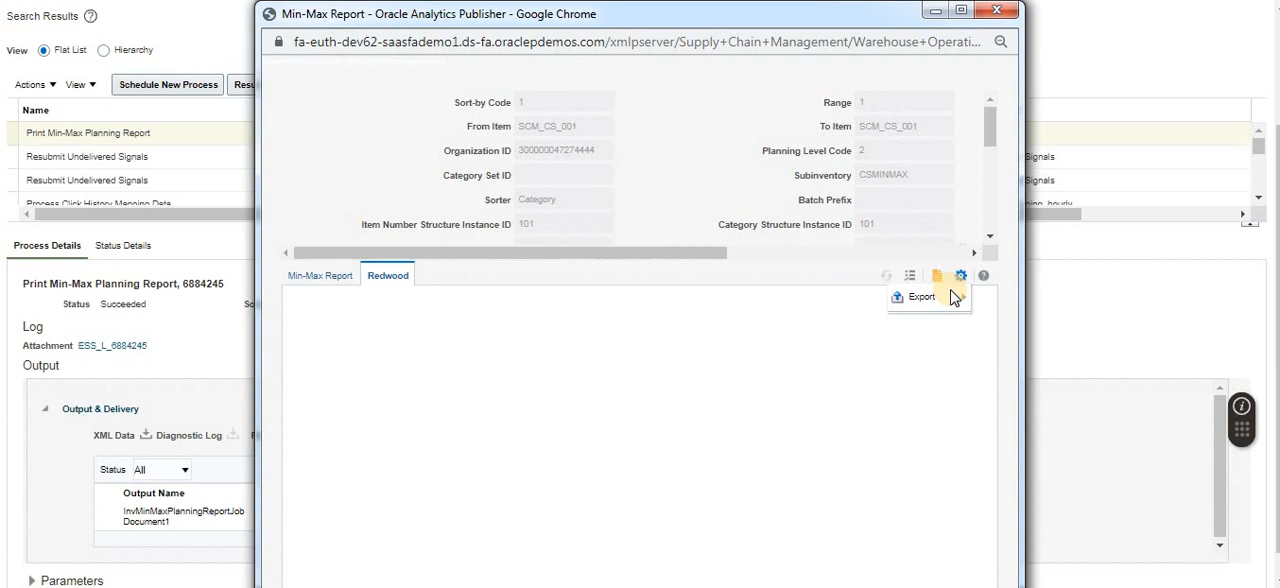 Search Results
View Flat List Hierarchy
Actions View Schedule New Process
Name
Print Min-Max Planning Report
Resubmit Undelivered Signals
Resubmit Undelivered Signals
Process Click History Mapping Data
Process Details Status Details
Print Min-Max Planning Report, 6884245
Status Succeeded
Log
Attachment ESS_L_6884245
Output
Output & Delivery
XML Data Diagnostic Log
Status All
Output Name
InvMinMaxPlanningReportJob
Document1
Parameters
Min-Max Report - Oracle Analytics Publisher - Google Chrome
fa-euth-dev62-saasfademo1.ds-fa.oraclepdemos.com/xmlpserver/Supply+Chain+Management/Warehouse+Operati...
Sort-by Code 1 Range 1
From Item SCM_CS_001 To Item SCM_CS_001
Organization ID 300000047274444 Planning Level Code 2
Category Set ID Subinventory CSMINMAX
Sorter Category Batch Prefix
Item Number Structure Instance ID 101 Category Structure Instance ID 101
Min-Max Report Redwood
Export
Signals
Signals